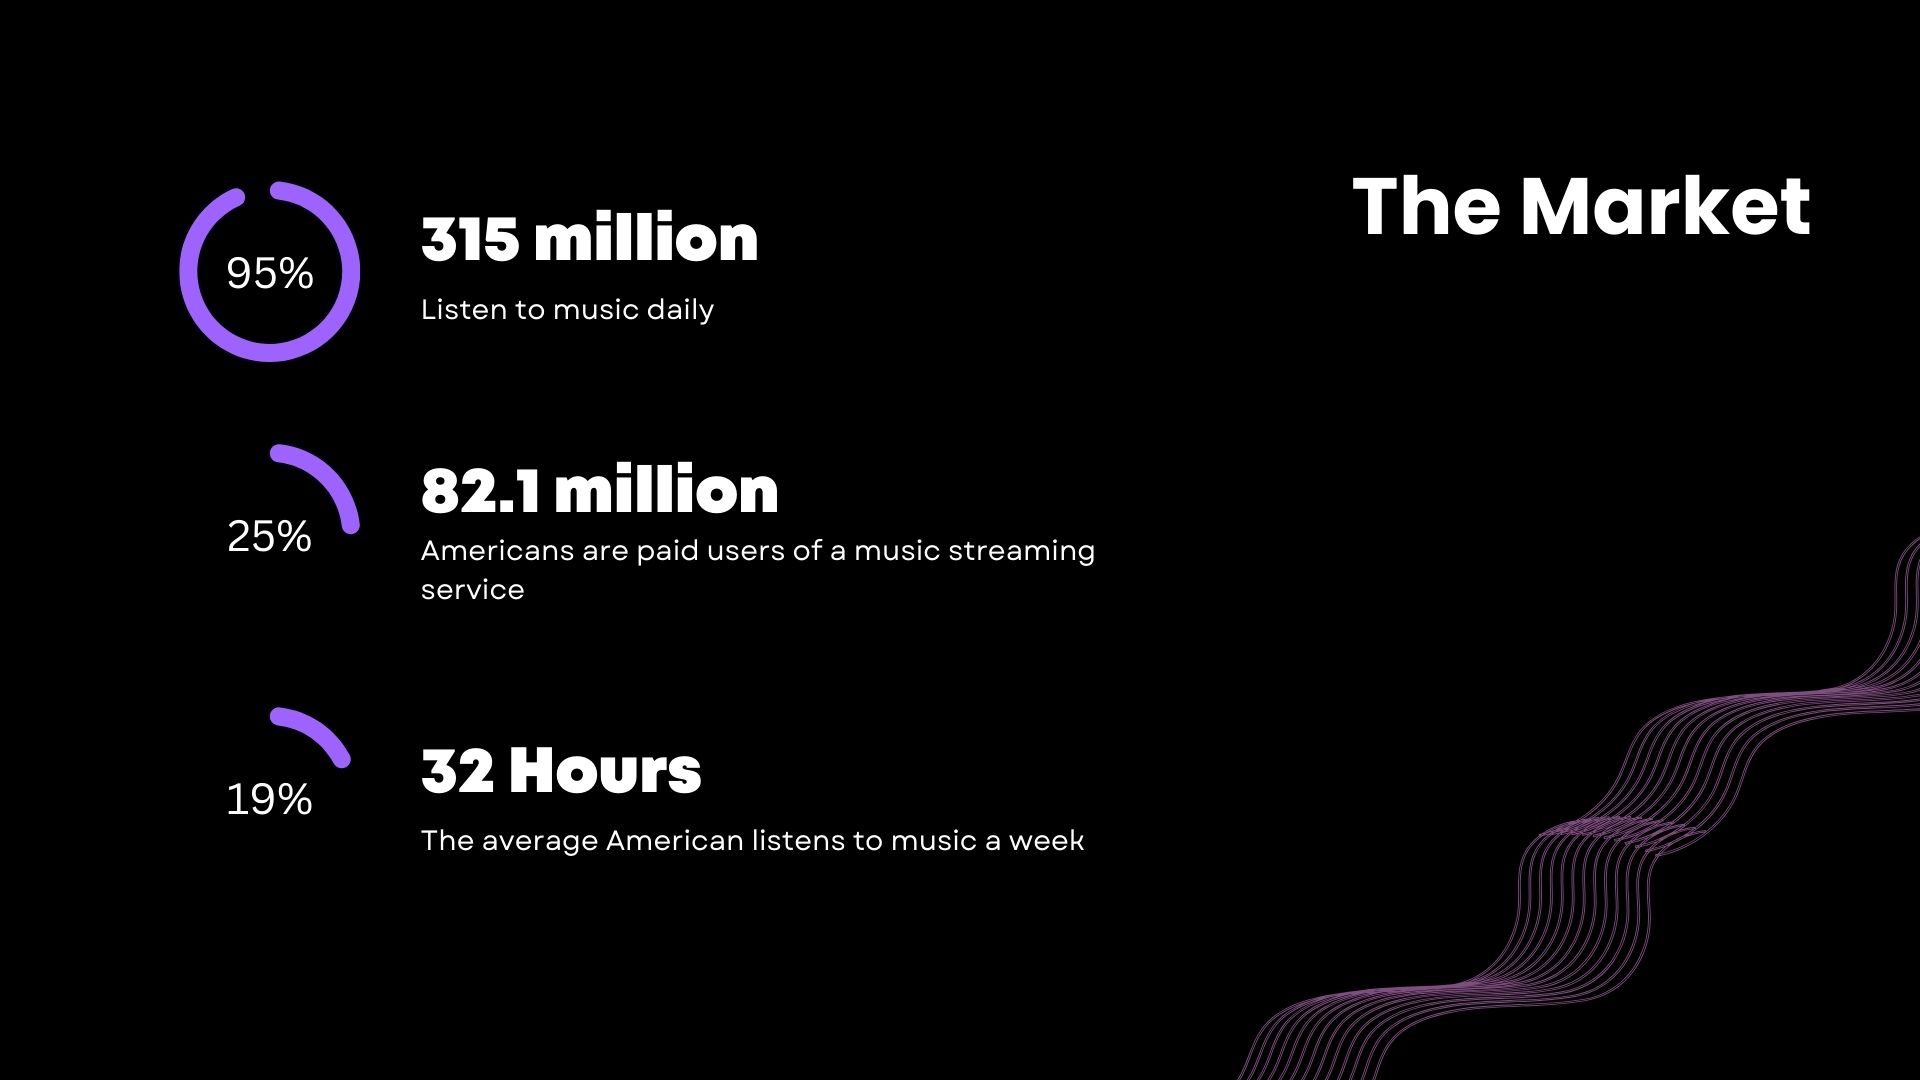 The Market
95%
315 million
Listen to music daily
25%
82.1 million
Americans are paid users of a music streaming
service
19%
32 Hours
The average American listens to music a week